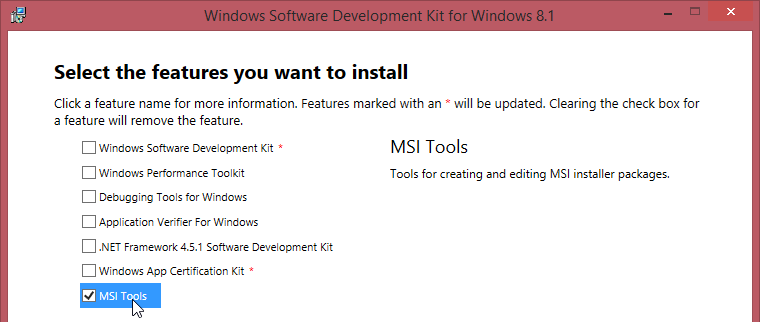 Windows Software Development Kit for Windows 8.1
Select the features you want to install
Click a feature name for more information. Features marked with an * will be updated. Clearing the check box for
a feature will remove the feature.
Windows Software Development Kit *
Windows Performance Toolkit
Debugging Tools for Windows
Application Verifier For Windows
.NET Framework 4.5.1 Software Development Kit
Windows App Certification Kit *
MSI Tools
MSI Tools
Tools for creating and editing MSI installer packages.